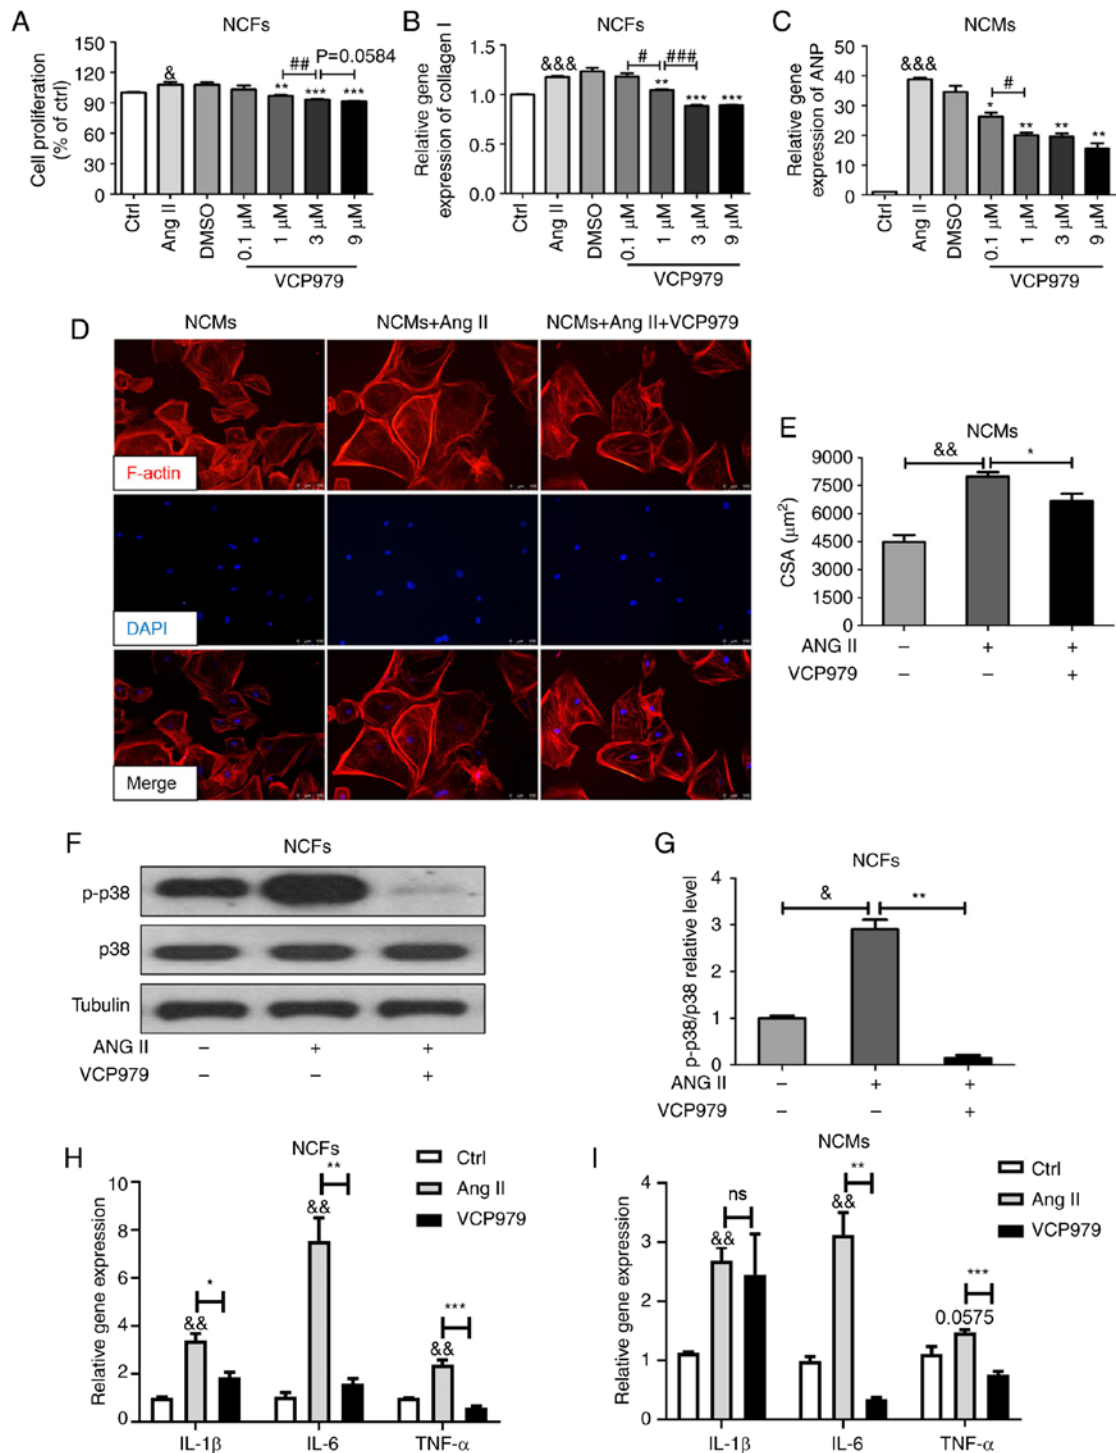 A
NCFs
Cell proliferation
(% of ctrl)
150
120
90
60
30
0
&
**
##
***
P=0.0584
***
Ctrl
Ang II
DMSO
0.1 μM
1 μM
3 μM
9 μM
VCP979
B
NCFs
Relative gene
expression of collagen I
1.5
1.0
0.5
0.0
&&&
#
**
###
***
***
Ctrl
Ang II
DMSO
0.1 μM
1 μM
3 μM
9 μM
VCP979
C
NCMs
Relative gene
expression of ANP
50
40
30
20
10
0
&&&
*
#
**
**
**
Ctrl
Ang II
DMSO
0.1 μM
1 μM
3 μM
9 μM
VCP979
D
NCMs
NCMs+Ang II
NCMs+Ang II+VCP979
F-actin
DAPI
Merge
E
NCMs
CSA (μm²)
9000
7500
6000
4500
3000
1500
0
&&
*
ANG II − + +
VCP979 − − +
F
NCFs
p-p38
p38
Tubulin
ANG II − + +
VCP979 − − +
G
NCFs
p-p38/p38 relative level
4
3
2
1
0
&
**
ANG II − + +
VCP979 − − +
H
NCFs
Relative gene expression
10
8
6
4
2
0
&&
*
&&
**
&&
***
IL-1β
IL-6
TNF-α
Ctrl
Ang II
VCP979
I
NCMs
Relative gene expression
4
3
2
1
0
&&
ns
&&
**
0.0575
***
IL-1β
IL-6
TNF-α
Ctrl
Ang II
VCP979